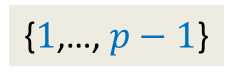 {1,..., p − 1}